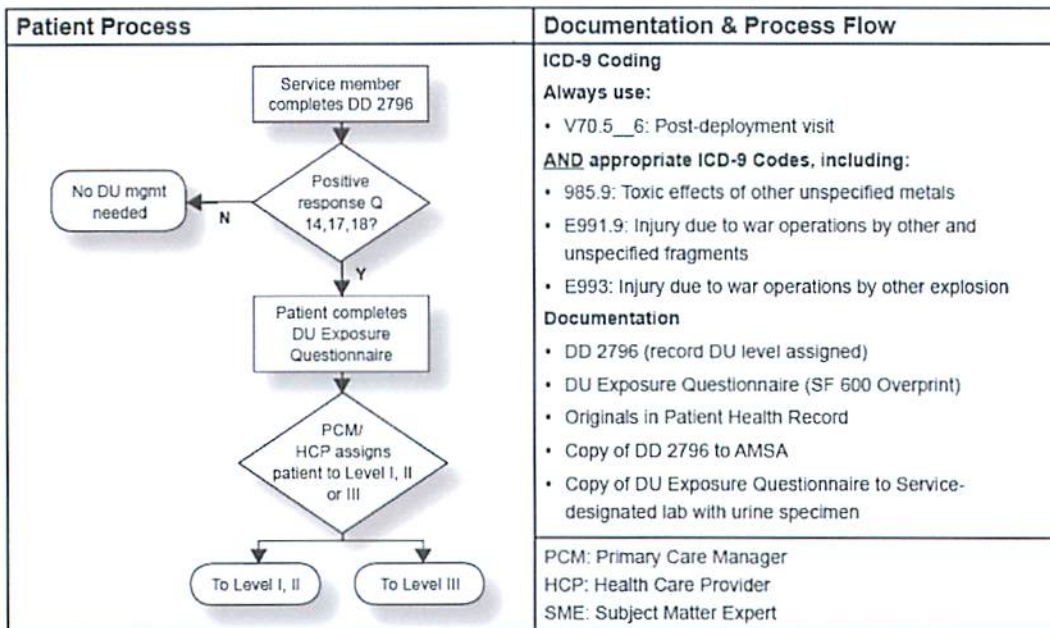 Patient Process
Service member
completes DD 2796
Positive
response Q
14,17,18?
No DU mgmt
needed
N
Y
Patient completes
DU Exposure
Questionnaire
PCM/
HCP assigns
patient to Level I, II
or III
To Level I, II
To Level III
Documentation & Process Flow
ICD-9 Coding
Always use:
• V70.5__6: Post-deployment visit
AND appropriate ICD-9 Codes, including:
• 985.9: Toxic effects of other unspecified metals
• E991.9: Injury due to war operations by other and
unspecified fragments
• E993: Injury due to war operations by other explosion
Documentation
• DD 2796 (record DU level assigned)
• DU Exposure Questionnaire (SF 600 Overprint)
• Originals in Patient Health Record
• Copy of DD 2796 to AMSA
• Copy of DU Exposure Questionnaire to Service-
designated lab with urine specimen
PCM: Primary Care Manager
HCP: Health Care Provider
SME: Subject Matter Expert